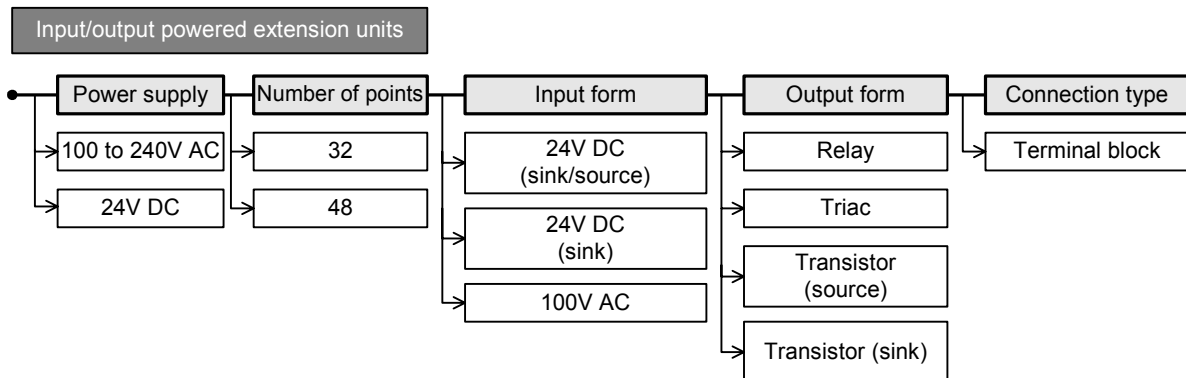 Input/output powered extension units
Power supply
Number of points
Input form
Output form
Connection type
100 to 240V AC
24V DC
32
48
24V DC
(sink/source)
24V DC
(sink)
100V AC
Relay
Triac
Transistor
(source)
Transistor (sink)
Terminal block